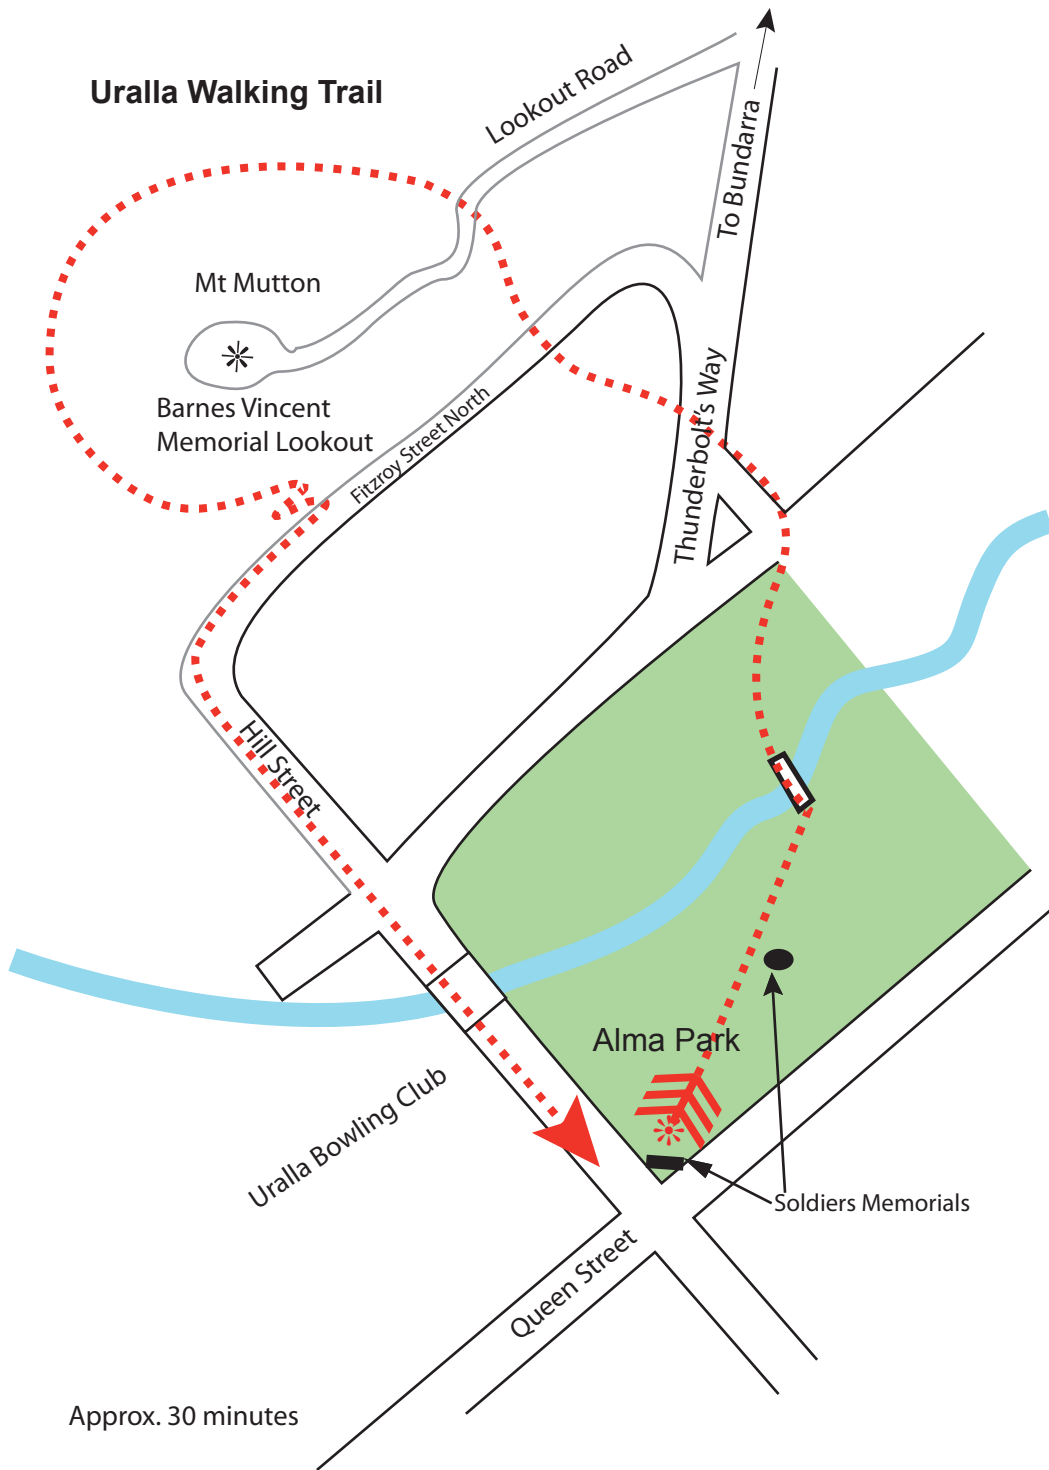 Lookout Road
Uralla Walking Trail
To Bundarra
Mt Mutton
Barnes Vincent
Memorial Lookout
Fitzroy Street North
Thunderbolt's Way
Hill Street
Alma Park
Uralla Bowling Club
Soldiers Memorials
Queen Street
Approx. 30 minutes